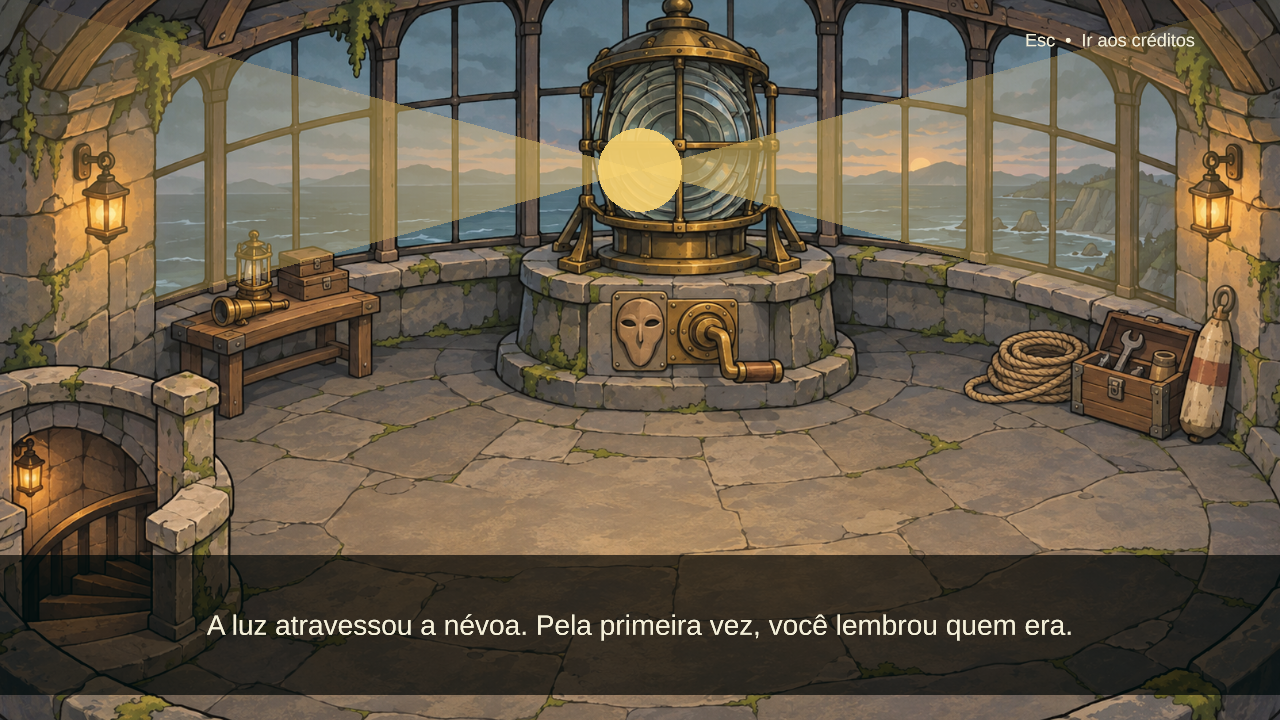 Esc • Ir aos créditos
A luz atravessou a névoa. Pela primeira vez, você lembrou quem era.